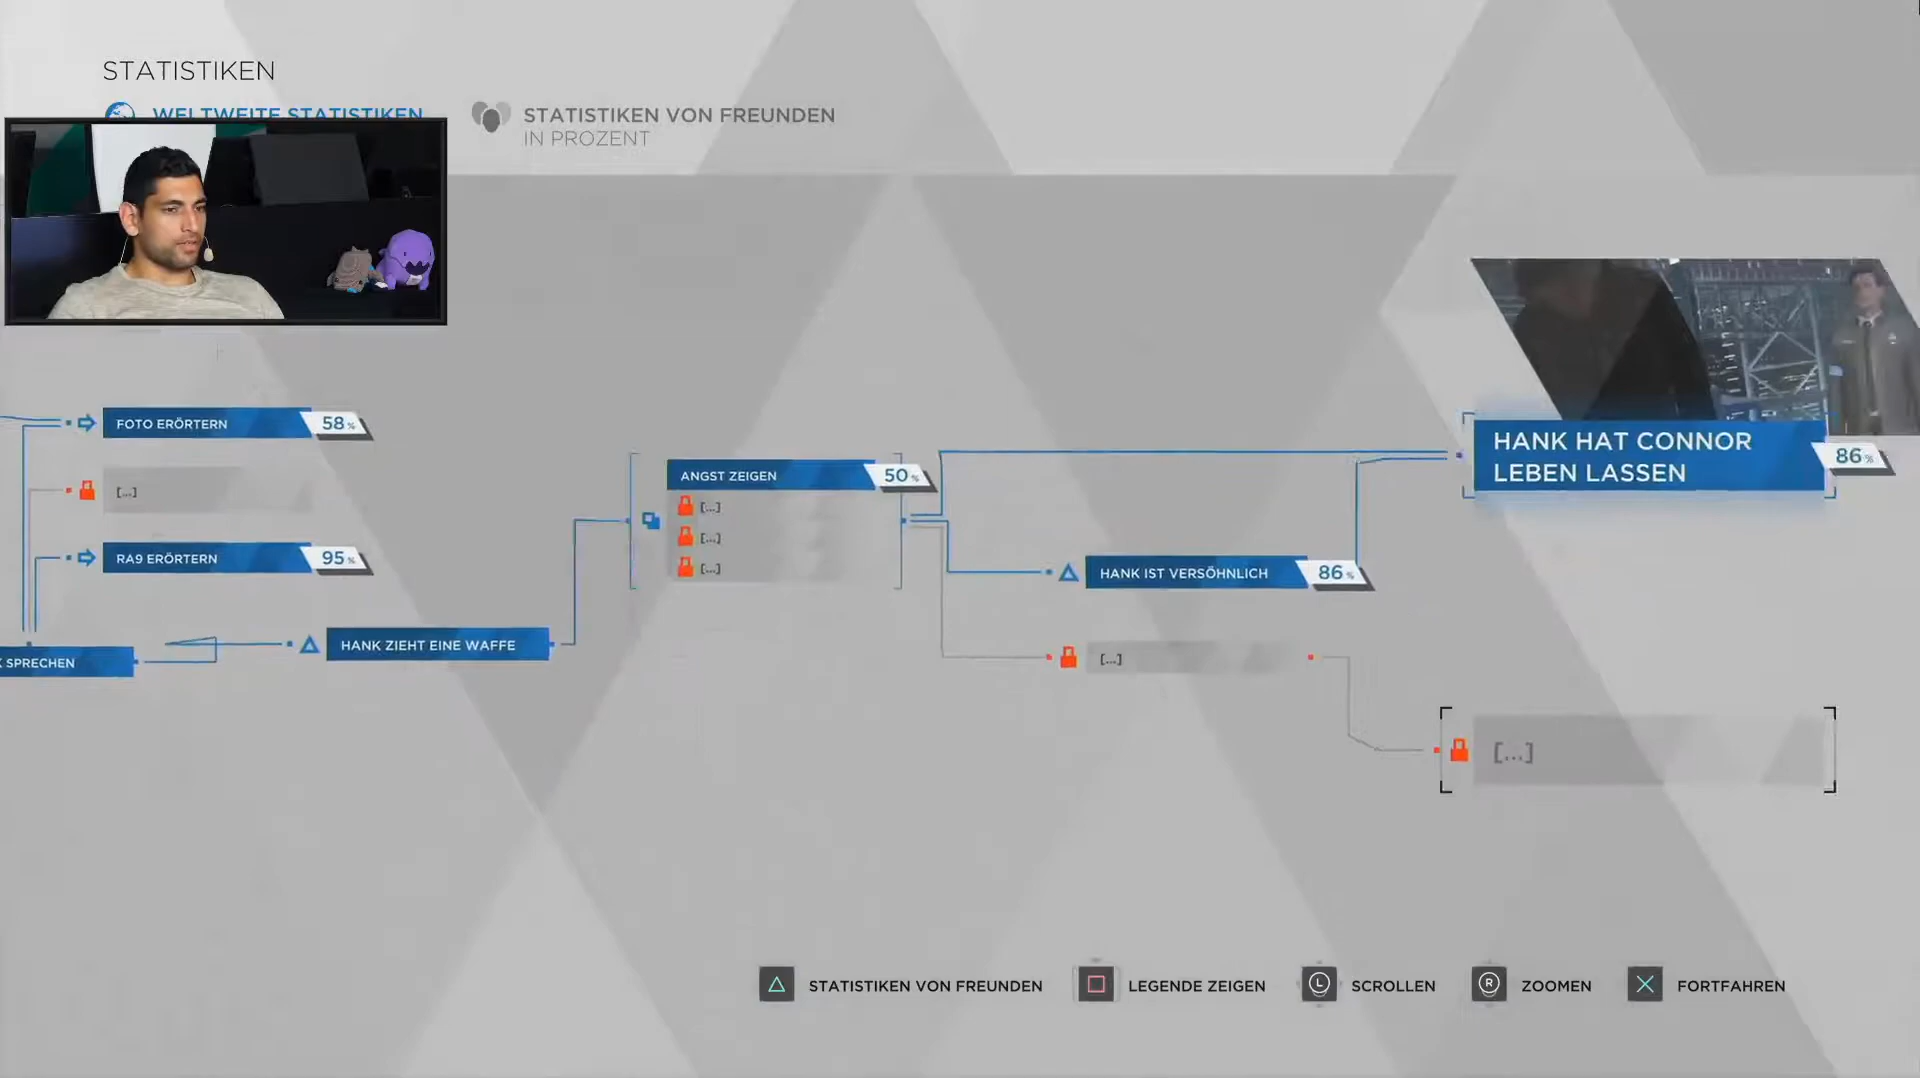 STATISTIKEN
WELTWEITE STATISTIKEN
STATISTIKEN VON FREUNDEN
IN PROZENT
FOTO ERÖRTERN
58 %
[...]
RA9 ERÖRTERN
95 %
SPRECHEN
HANK ZIEHT EINE WAFFE
ANGST ZEIGEN
50 %
[...]
[...]
[...]
HANK HAT CONNOR
LEBEN LASSEN
86 %
HANK IST VERSÖHNLICH
86 %
[...]
[...]
STATISTIKEN VON FREUNDEN
LEGENDE ZEIGEN
L
SCROLLEN
R
ZOOMEN
FORTFAHREN